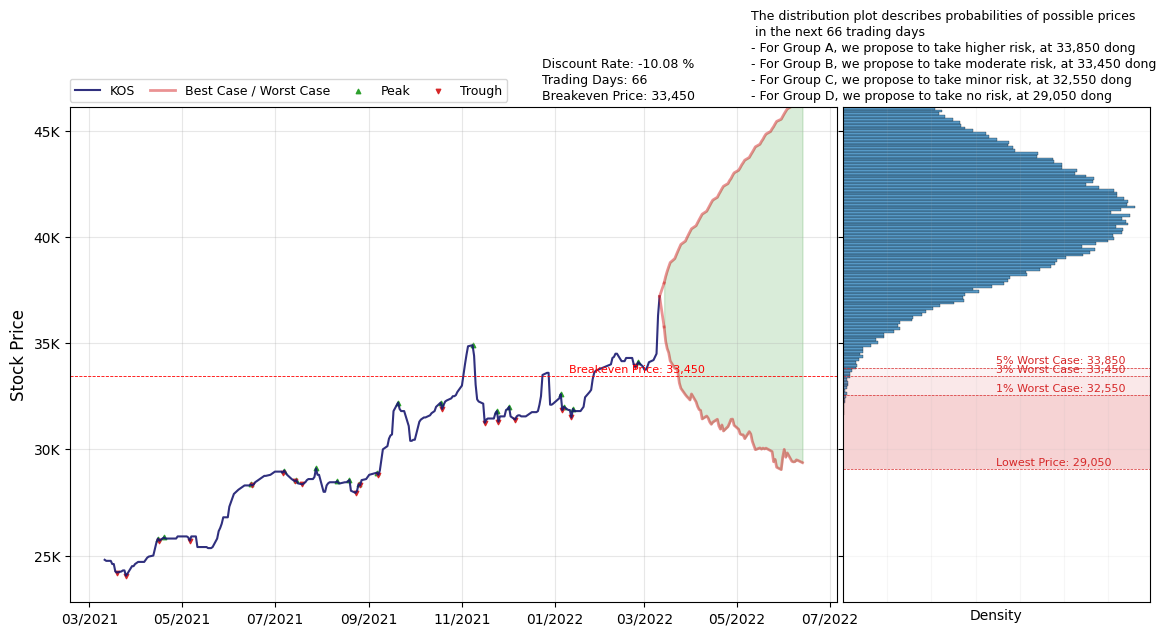 The distribution plot describes probabilities of possible prices
in the next 66 trading days
- For Group A, we propose to take higher risk, at 33,850 dong
- For Group B, we propose to take moderate risk, at 33,450 dong
- For Group C, we propose to take minor risk, at 32,550 dong
- For Group D, we propose to take no risk, at 29,050 dong
Discount Rate: -10.08 %
Trading Days: 66
Breakeven Price: 33,450
KOS
Best Case / Worst Case
Peak
Trough
Stock Price
45K
40K
35K
30K
25K
Breakeven Price: 33,450
5% Worst Case: 33,850
3% Worst Case: 33,450
1% Worst Case: 32,550
Lowest Price: 29,050
03/2021
05/2021
07/2021
09/2021
11/2021
01/2022
03/2022
05/2022
07/2022
Density